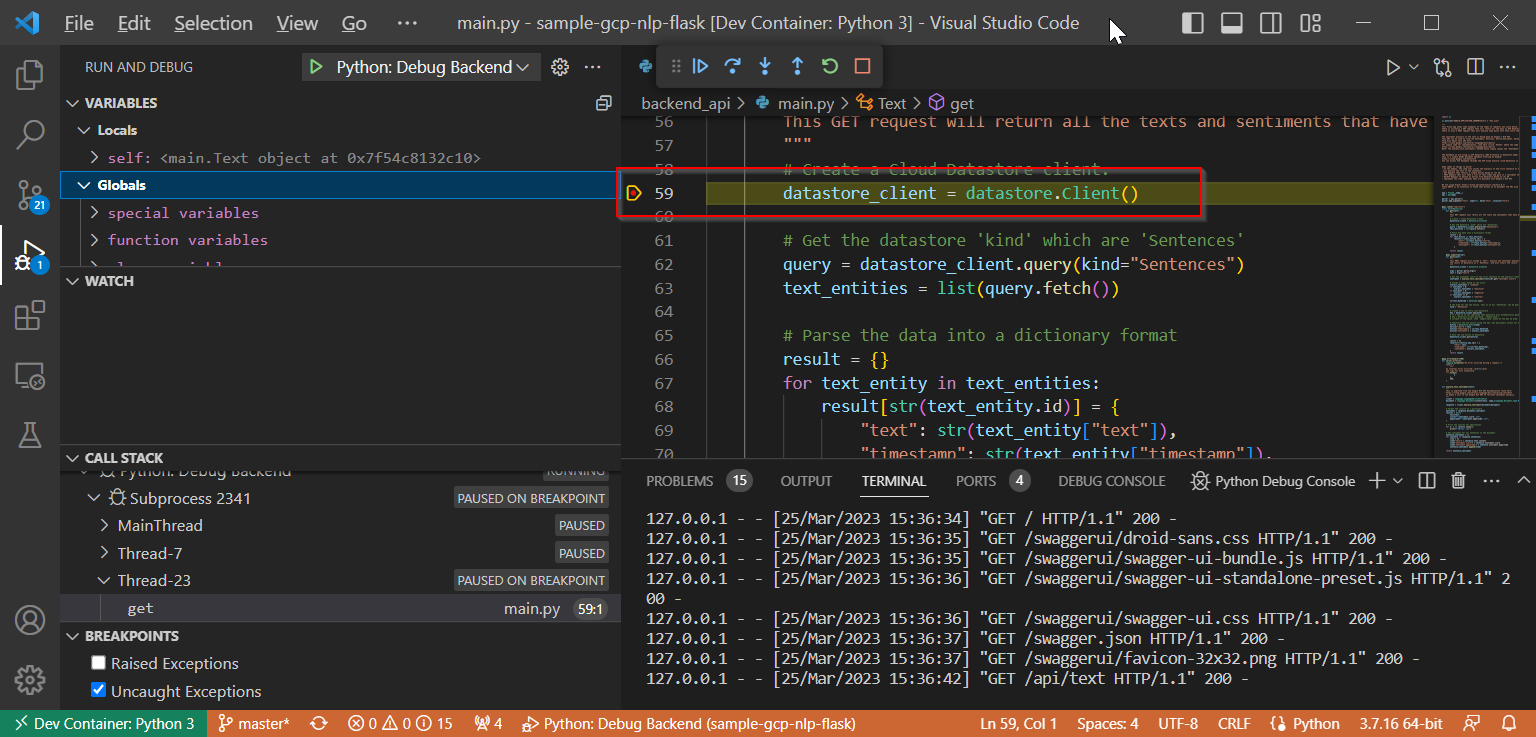 File Edit Selection View Go ··· main.py - sample-gcp-nlp-flask [Dev Container: Python 3] - Visual Studio Code
RUN AND DEBUG
Python: Debug Backend
VARIABLES
Locals
self: <main.Text object at 0x7f54c8132c10>
Globals
special variables
function variables
WATCH
CALL STACK
Python: Debug Backend RUNNING
Subprocess 2341 PAUSED ON BREAKPOINT
MainThread PAUSED
Thread-7 PAUSED
Thread-23 PAUSED ON BREAKPOINT
get main.py 59:1
BREAKPOINTS
Raised Exceptions
Uncaught Exceptions
21
1
backend_api > main.py > Text > get
56 This GET request will return all the texts and sentiments that have
57 """
58 # Create a Cloud Datastore client.
59 datastore_client = datastore.Client()
60
61 # Get the datastore 'kind' which are 'Sentences'
62 query = datastore_client.query(kind="Sentences")
63 text_entities = list(query.fetch())
64
65 # Parse the data into a dictionary format
66 result = {}
67 for text_entity in text_entities:
68 result[str(text_entity.id)] = {
69 "text": str(text_entity["text"]),
70 "timestamp": str(text_entity["timestamp"]),
PROBLEMS 15 OUTPUT TERMINAL PORTS 4 DEBUG CONSOLE Python Debug Console
127.0.0.1 - - [25/Mar/2023 15:36:34] "GET / HTTP/1.1" 200 -
127.0.0.1 - - [25/Mar/2023 15:36:35] "GET /swaggerui/droid-sans.css HTTP/1.1" 200 -
127.0.0.1 - - [25/Mar/2023 15:36:35] "GET /swaggerui/swagger-ui-bundle.js HTTP/1.1" 200 -
127.0.0.1 - - [25/Mar/2023 15:36:36] "GET /swaggerui/swagger-ui-standalone-preset.js HTTP/1.1" 2
00 -
127.0.0.1 - - [25/Mar/2023 15:36:36] "GET /swaggerui/swagger-ui.css HTTP/1.1" 200 -
127.0.0.1 - - [25/Mar/2023 15:36:37] "GET /swagger.json HTTP/1.1" 200 -
127.0.0.1 - - [25/Mar/2023 15:36:37] "GET /swaggerui/favicon-32x32.png HTTP/1.1" 200 -
127.0.0.1 - - [25/Mar/2023 15:36:42] "GET /api/text HTTP/1.1" 200 -
Dev Container: Python 3 master* 0 0 15 4 Python: Debug Backend (sample-gcp-nlp-flask) Ln 59, Col 1 Spaces: 4 UTF-8 CRLF Python 3.7.16 64-bit